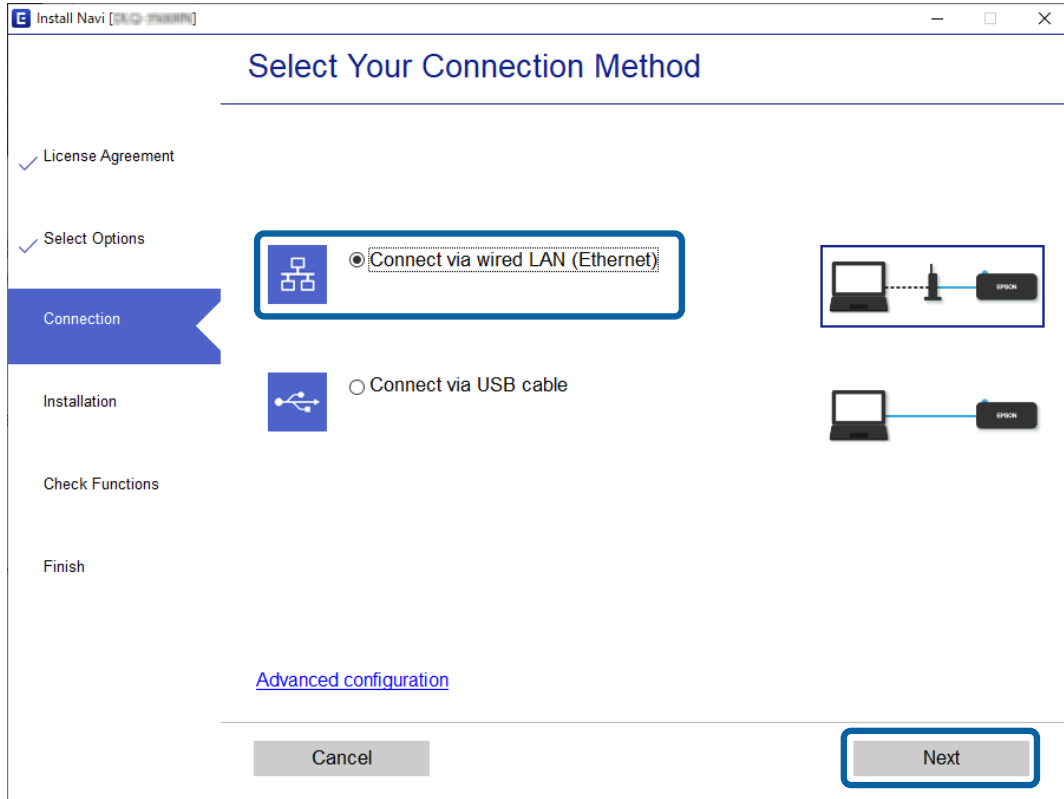 E Install Navi [
Select Your Connection Method
License Agreement
Select Options
Connection
Installation
Check Functions
Finish
Connect via wired LAN (Ethernet)
EPSON
Connect via USB cable
EPSON
Advanced configuration
Cancel
Next